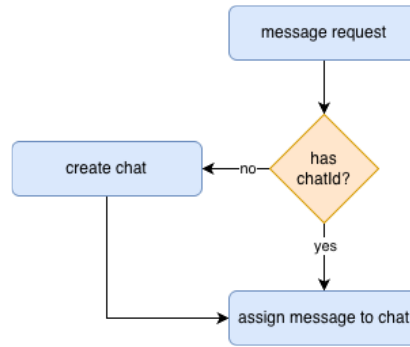 message request
has
chatId?
create chat
no
yes
assign message to chat